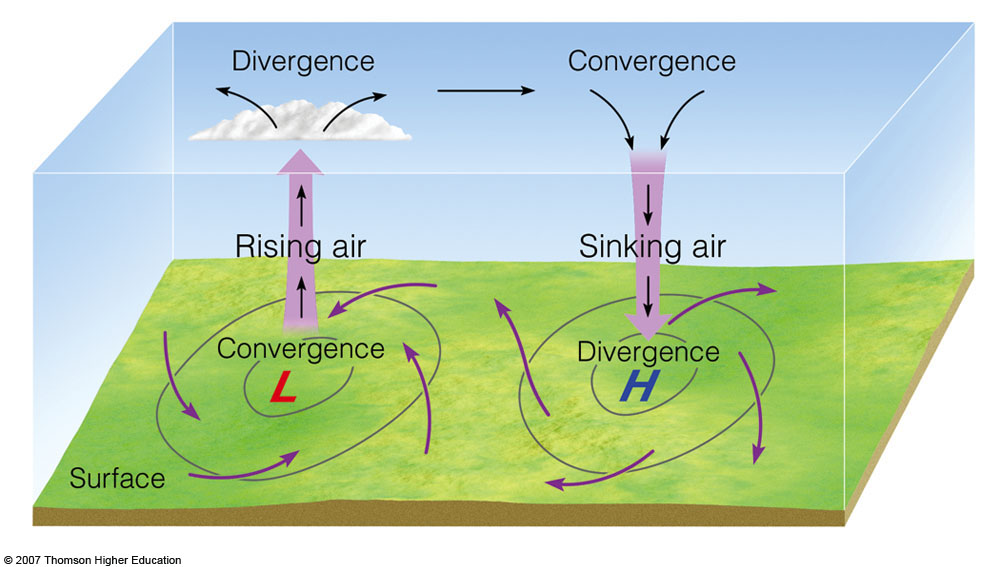 Divergence
Convergence
Rising air
Sinking air
Convergence
L
Divergence
H
Surface
© 2007 Thomson Higher Education